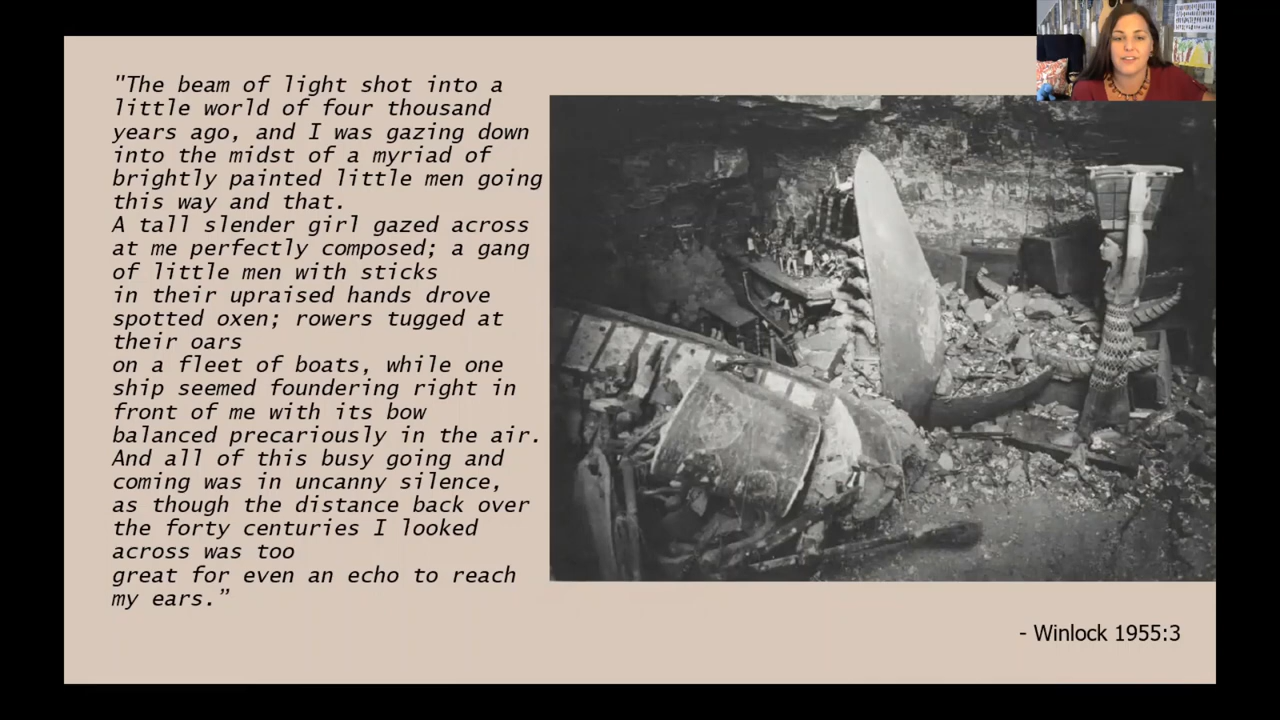 "The beam of light shot into a
little world of four thousand
years ago, and I was gazing down
into the midst of a myriad of
brightly painted little men going
this way and that.
A tall slender girl gazed across
at me perfectly composed; a gang
of little men with sticks
in their upraised hands drove
spotted oxen; rowers tugged at
their oars
on a fleet of boats, while one
ship seemed foundering right in
front of me with its bow
balanced precariously in the air.
And all of this busy going and
coming was in uncanny silence,
as though the distance back over
the forty centuries I looked
across was too
great for even an echo to reach
my ears.”
- Winlock 1955:3